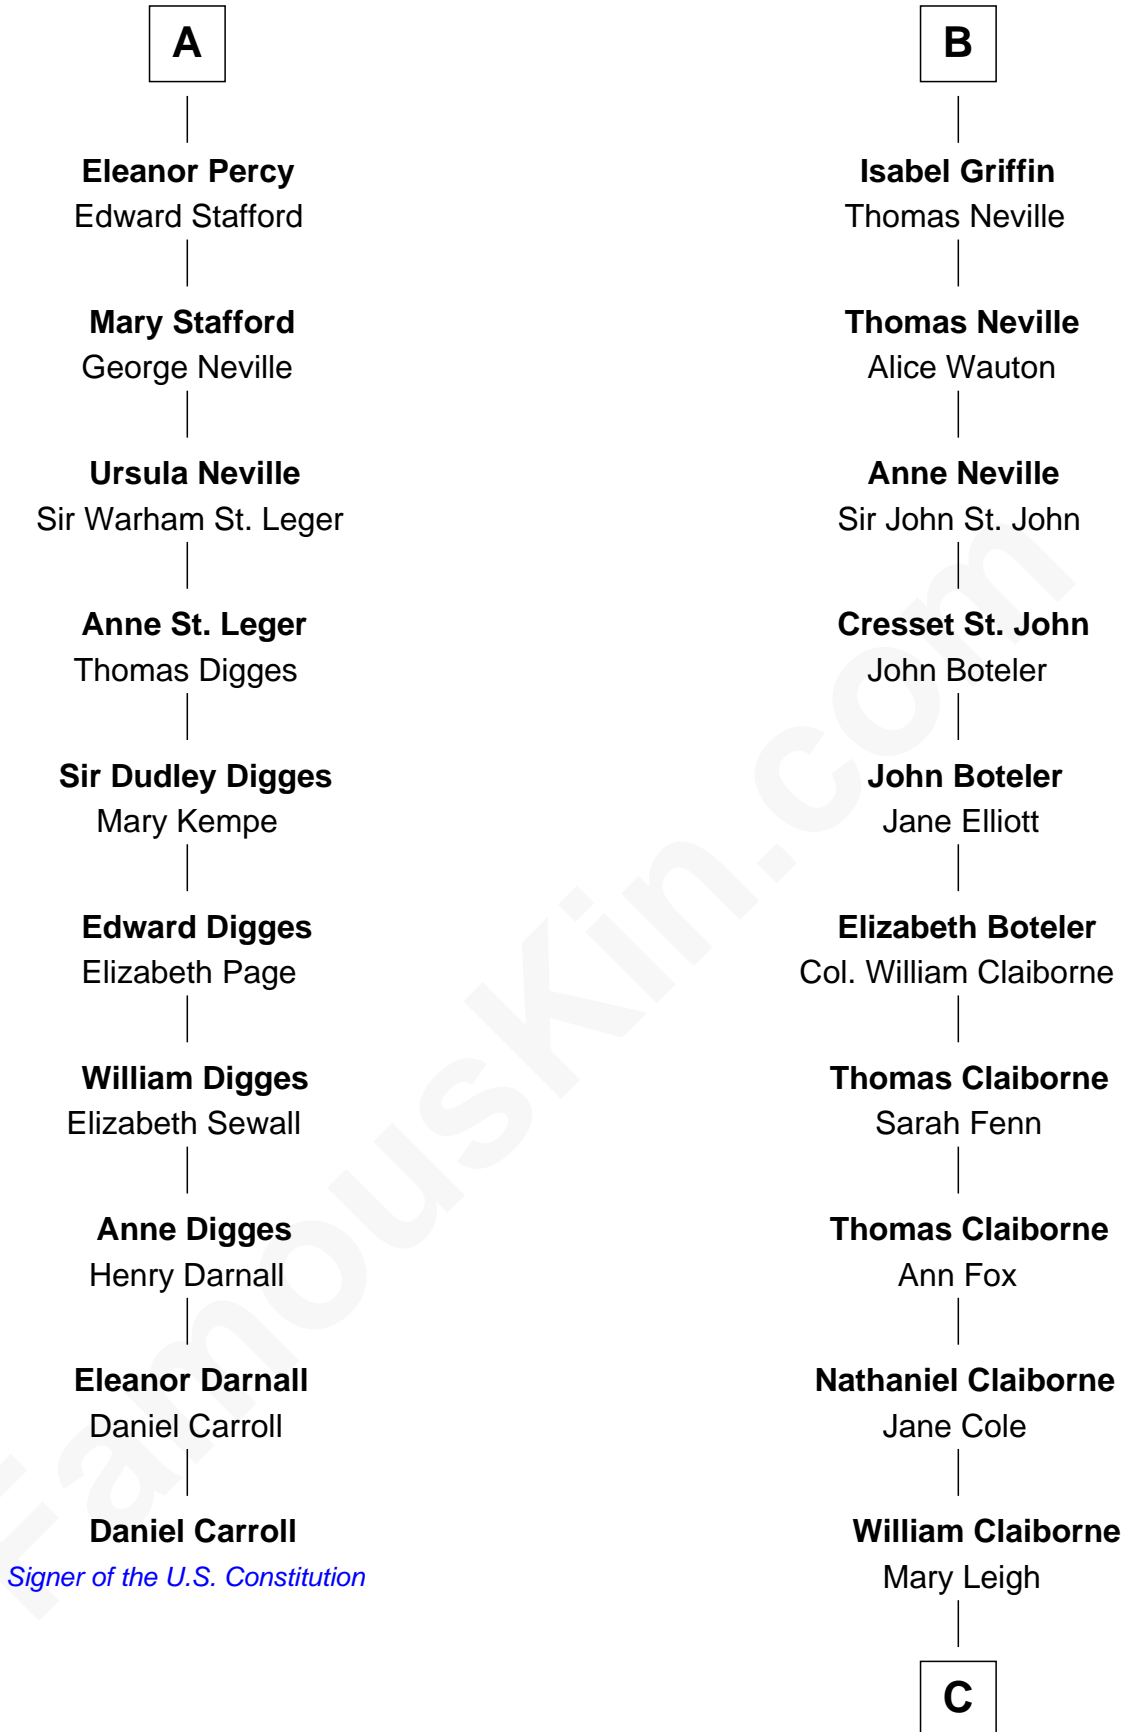 A
Eleanor Percy
Edward Stafford
Mary Stafford
George Neville
Ursula Neville
Sir Warham St. Leger
Anne St. Leger
Thomas Digges
Sir Dudley Digges
Mary Kempe
Edward Digges
Elizabeth Page
William Digges
Elizabeth Sewall
Anne Digges
Henry Darnall
Eleanor Darnall
Daniel Carroll
Daniel Carroll
Signer of the U.S. Constitution
B
Isabel Griffin
Thomas Neville
Thomas Neville
Alice Wauton
Anne Neville
Sir John St. John
Cresset St. John
John Boteler
John Boteler
Jane Elliott
Elizabeth Boteler
Col. William Claiborne
Thomas Claiborne
Sarah Fenn
Thomas Claiborne
Ann Fox
Nathaniel Claiborne
Jane Cole
William Claiborne
Mary Leigh
C
FamousKin.com